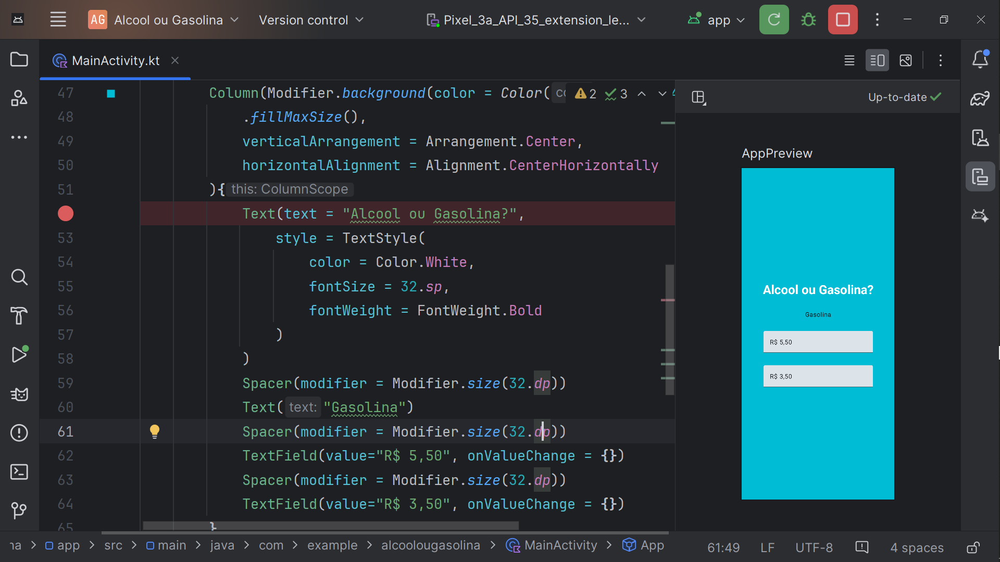 AG Alcool ou Gasolina Version control Pixel_3a_API_35_extension_le... app
MainActivity.kt
47 Column(Modifier.background(color = Color( 2 3
48 .fillMaxSize(),
49 verticalArrangement = Arrangement.Center,
50 horizontalAlignment = Alignment.CenterHorizontally
51 ){ this: ColumnScope
Text(text = "Alcool ou Gasolina?",
53 style = TextStyle(
54 color = Color.White,
55 fontSize = 32.sp,
56 fontWeight = FontWeight.Bold
57 )
58 )
59 Spacer(modifier = Modifier.size(32.dp))
60 Text( text: "Gasolina")
61 Spacer(modifier = Modifier.size(32.dp))
62 TextField(value="R$ 5,50", onValueChange = {})
63 Spacer(modifier = Modifier.size(32.dp))
64 TextField(value="R$ 3,50", onValueChange = {})
65 }
Up-to-date
AppPreview
Alcool ou Gasolina?
Gasolina
R$ 5,50
R$ 3,50
na > app > src > main > java > com > example > alcoolougasolina > MainActivity > App 61:49 LF UTF-8 4 spaces